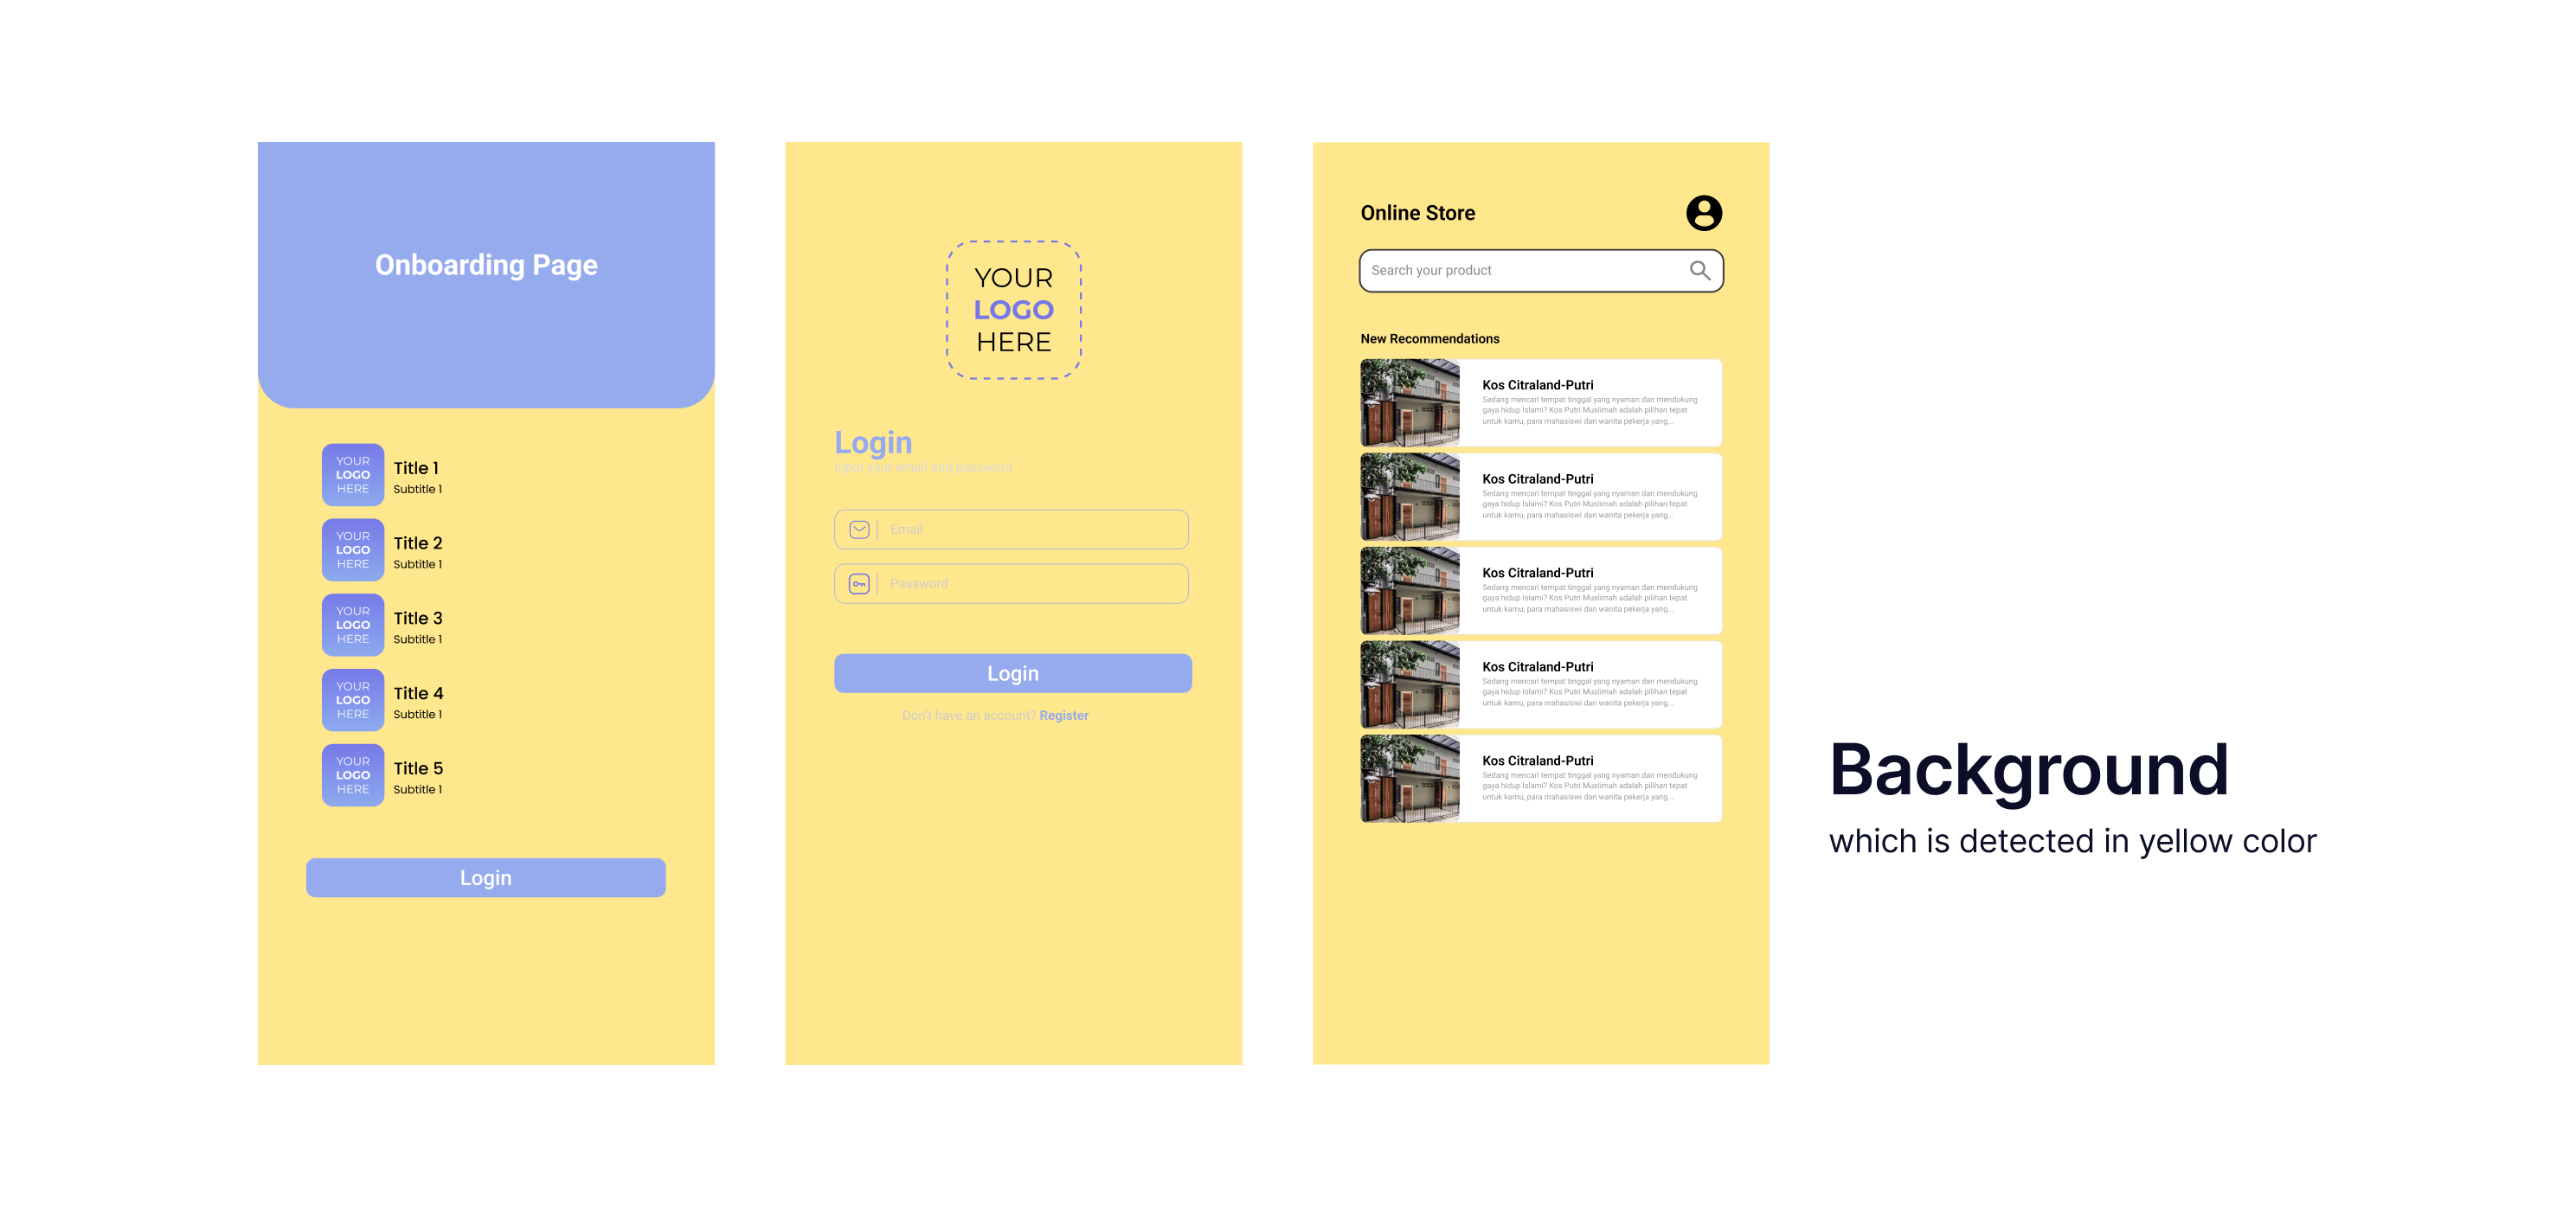 Onboarding Page
YOUR
LOGO
HERE
Title 1
Subtitle 1
YOUR
LOGO
HERE
Title 2
Subtitle 1
YOUR
LOGO
HERE
Title 3
Subtitle 1
YOUR
LOGO
HERE
Title 4
Subtitle 1
YOUR
LOGO
HERE
Title 5
Subtitle 1
Login
YOUR
LOGO
HERE
Login
Input your email and password
Email
Password
Login
Don't have an account? Register
Online Store
Search your product
New Recommendations
Kos Citraland-Putri
Sedang mencari tempat tinggal yang nyaman dan mendukung
gaya hidup Islami? Kos Putri Muslimah adalah pilihan tepat
untuk kamu, para mahasiswi dan wanita pekerja yang...
Kos Citraland-Putri
Sedang mencari tempat tinggal yang nyaman dan mendukung
gaya hidup Islami? Kos Putri Muslimah adalah pilihan tepat
untuk kamu, para mahasiswi dan wanita pekerja yang...
Kos Citraland-Putri
Sedang mencari tempat tinggal yang nyaman dan mendukung
gaya hidup Islami? Kos Putri Muslimah adalah pilihan tepat
untuk kamu, para mahasiswi dan wanita pekerja yang...
Kos Citraland-Putri
Sedang mencari tempat tinggal yang nyaman dan mendukung
gaya hidup Islami? Kos Putri Muslimah adalah pilihan tepat
untuk kamu, para mahasiswi dan wanita pekerja yang...
Kos Citraland-Putri
Sedang mencari tempat tinggal yang nyaman dan mendukung
gaya hidup Islami? Kos Putri Muslimah adalah pilihan tepat
untuk kamu, para mahasiswi dan wanita pekerja yang...
Background
which is detected in yellow color